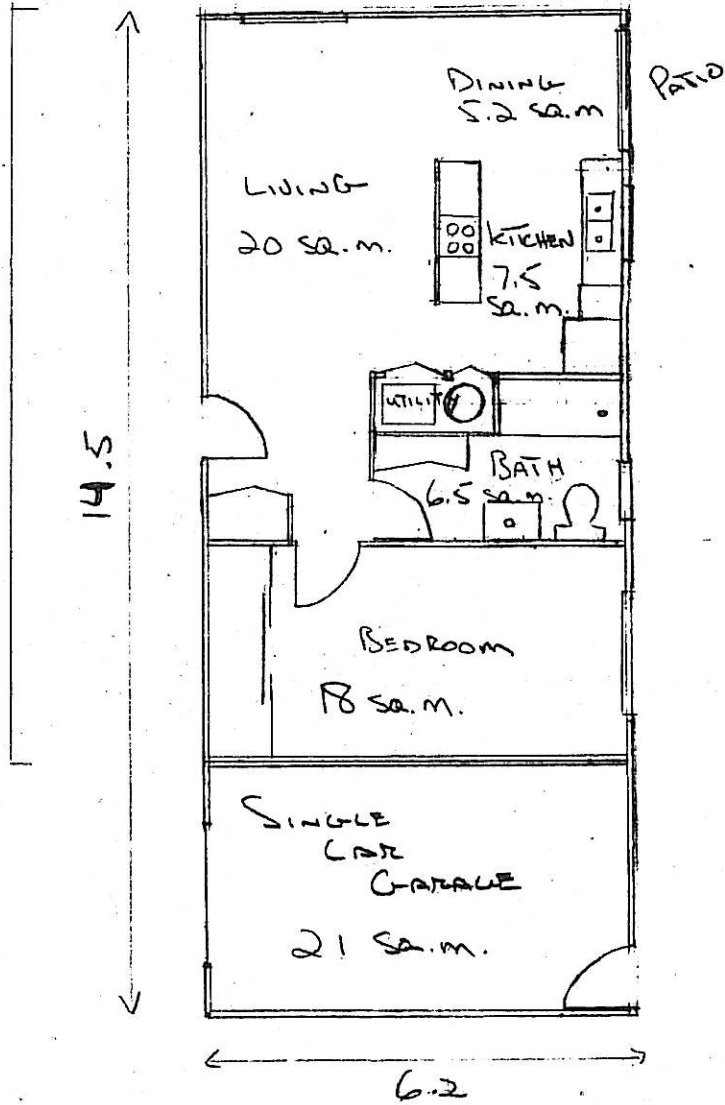 DINING
5.2 SQ.M
PATIO
LIVING
20 SQ.M.
KITCHEN
7.5
SQ.M.
UTILITY
BATH
6.5 SQ.M.
14.5
BEDROOM
18 SQ.M.
SINGLE
CAR
GARAGE
21 SQ.M.
6.2